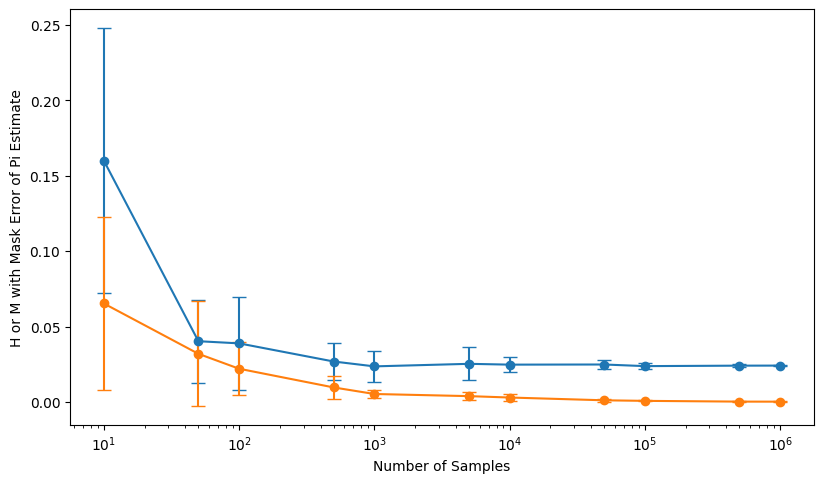 H or M with Mask Error of Pi Estimate
0.25
0.20
0.15
0.10
0.05
0.00
10¹ 10² 10³ 10⁴ 10⁵ 10⁶
Number of Samples